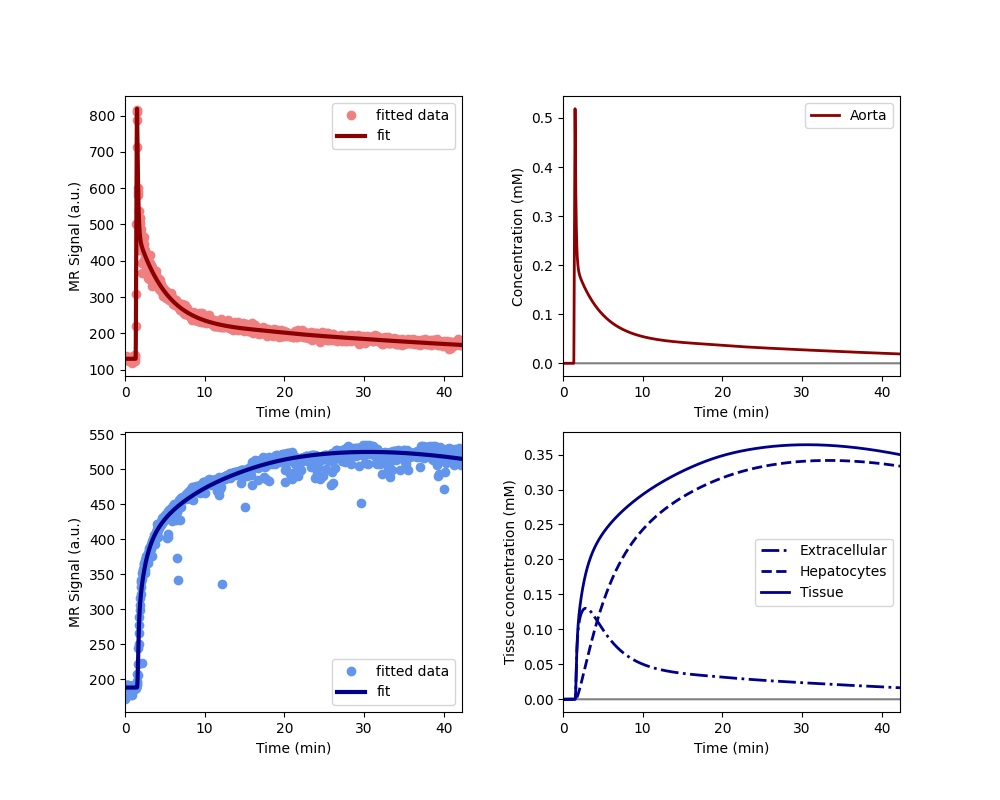 800
700
600
500
400
300
200
100
MR Signal (a.u.)
0 10 20 30 40
Time (min)
fitted data
fit
0.5
0.4
0.3
0.2
0.1
0.0
Concentration (mM)
0 10 20 30 40
Time (min)
Aorta
550
500
450
400
350
300
250
200
MR Signal (a.u.)
0 10 20 30 40
Time (min)
fitted data
fit
0.35
0.30
0.25
0.20
0.15
0.10
0.05
0.00
Tissue concentration (mM)
0 10 20 30 40
Time (min)
Extracellular
Hepatocytes
Tissue